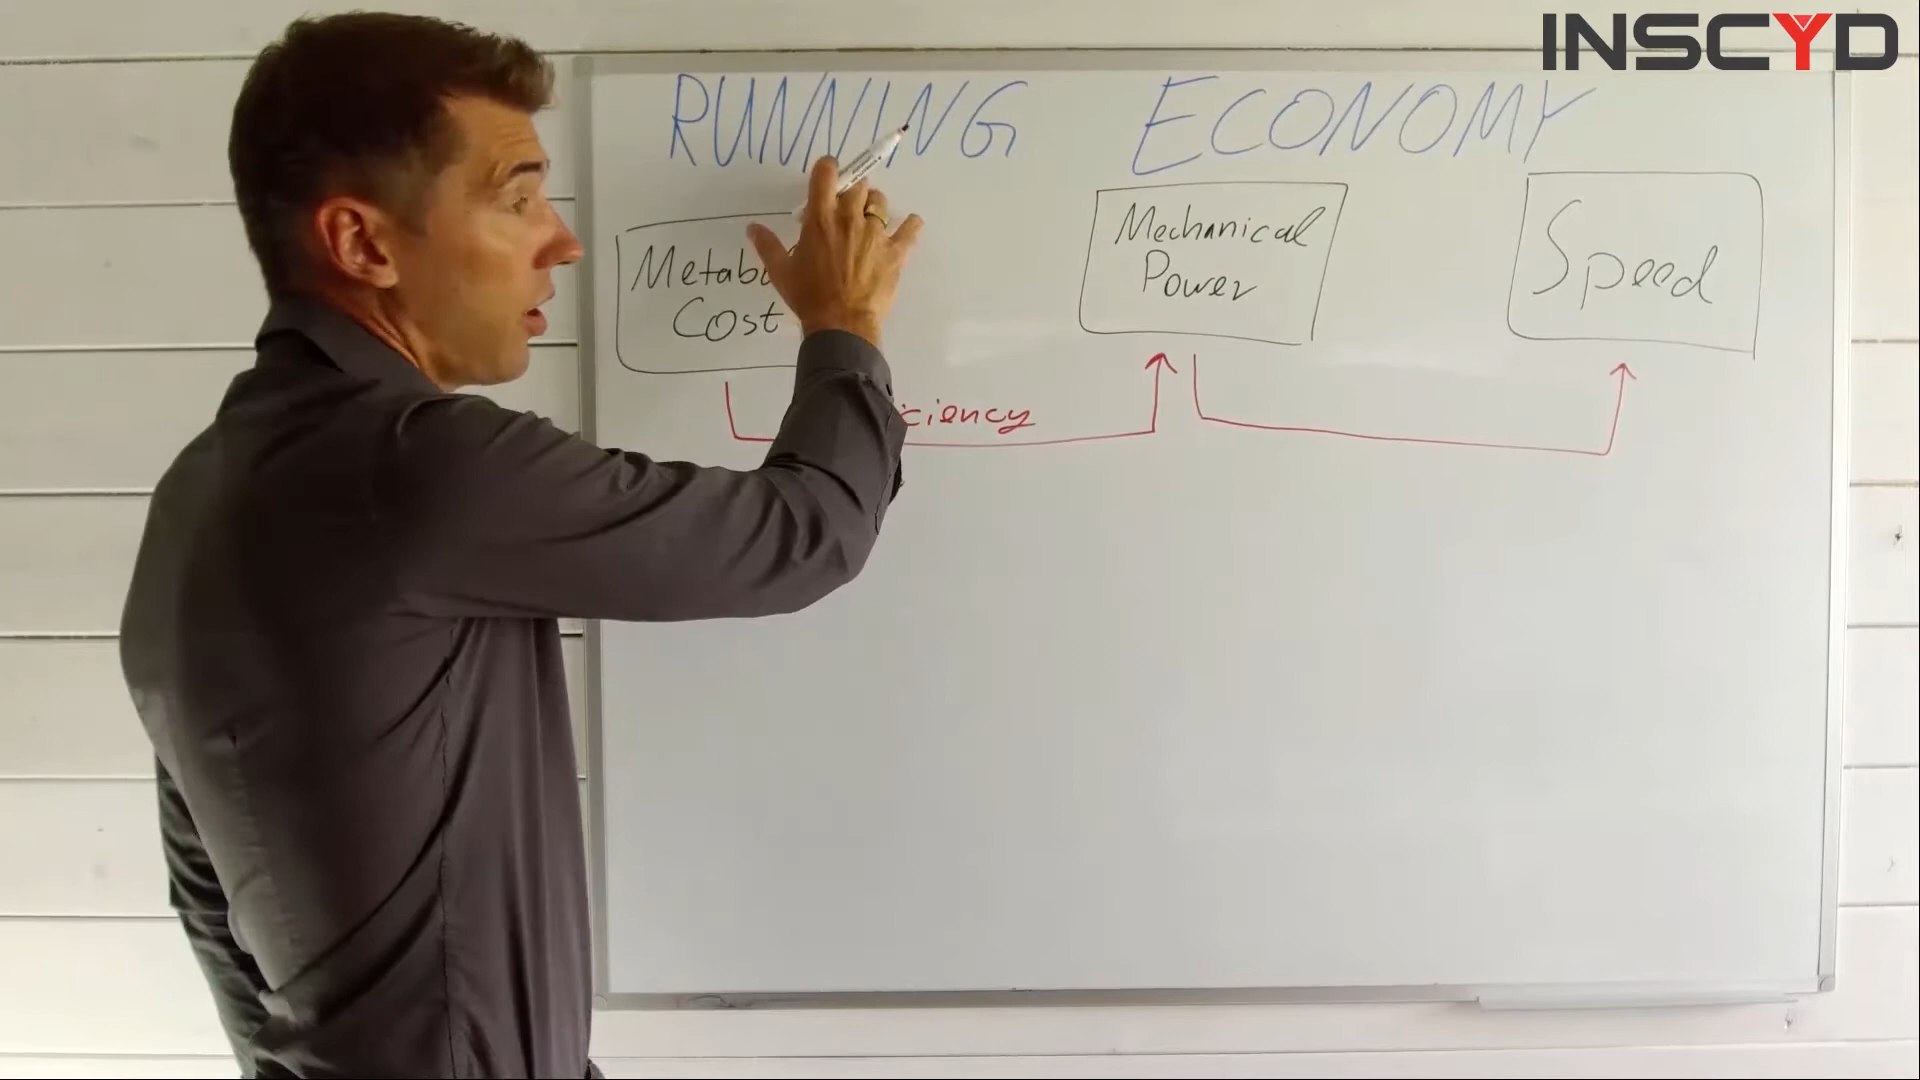 INSCYD
RUNNING ECONOMY
Mechanical
Power
Speed
Cost